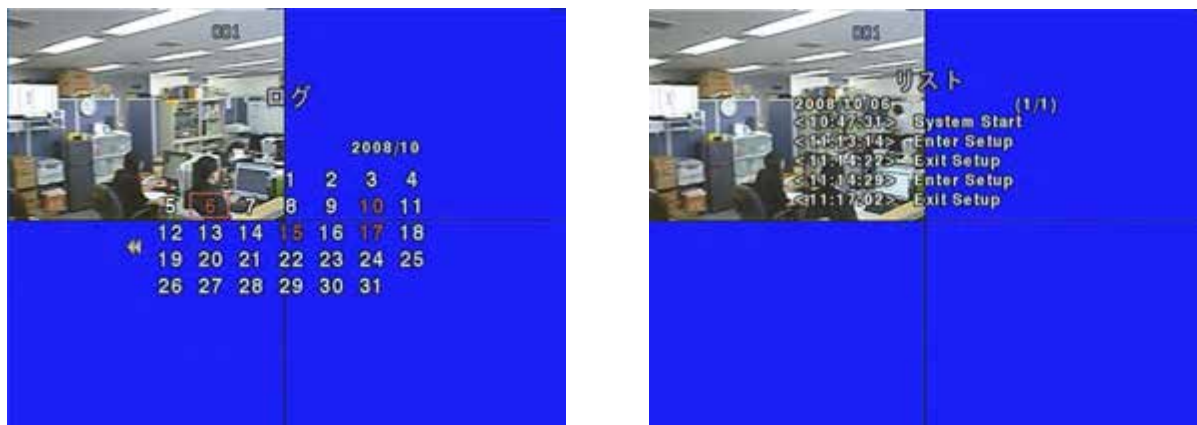 001
ログ
2008/10
1 2 3 4
5 6 7 8 9 10 11
12 13 14 15 16 17 18
19 20 21 22 23 24 25
26 27 28 29 30 31
001
リスト
2008/10/06 (1/1)
<10:47:31> System Start
<11:13:14> Enter Setup
<11:14:22> Exit Setup
<11:14:29> Enter Setup
<11:17:02> Exit Setup